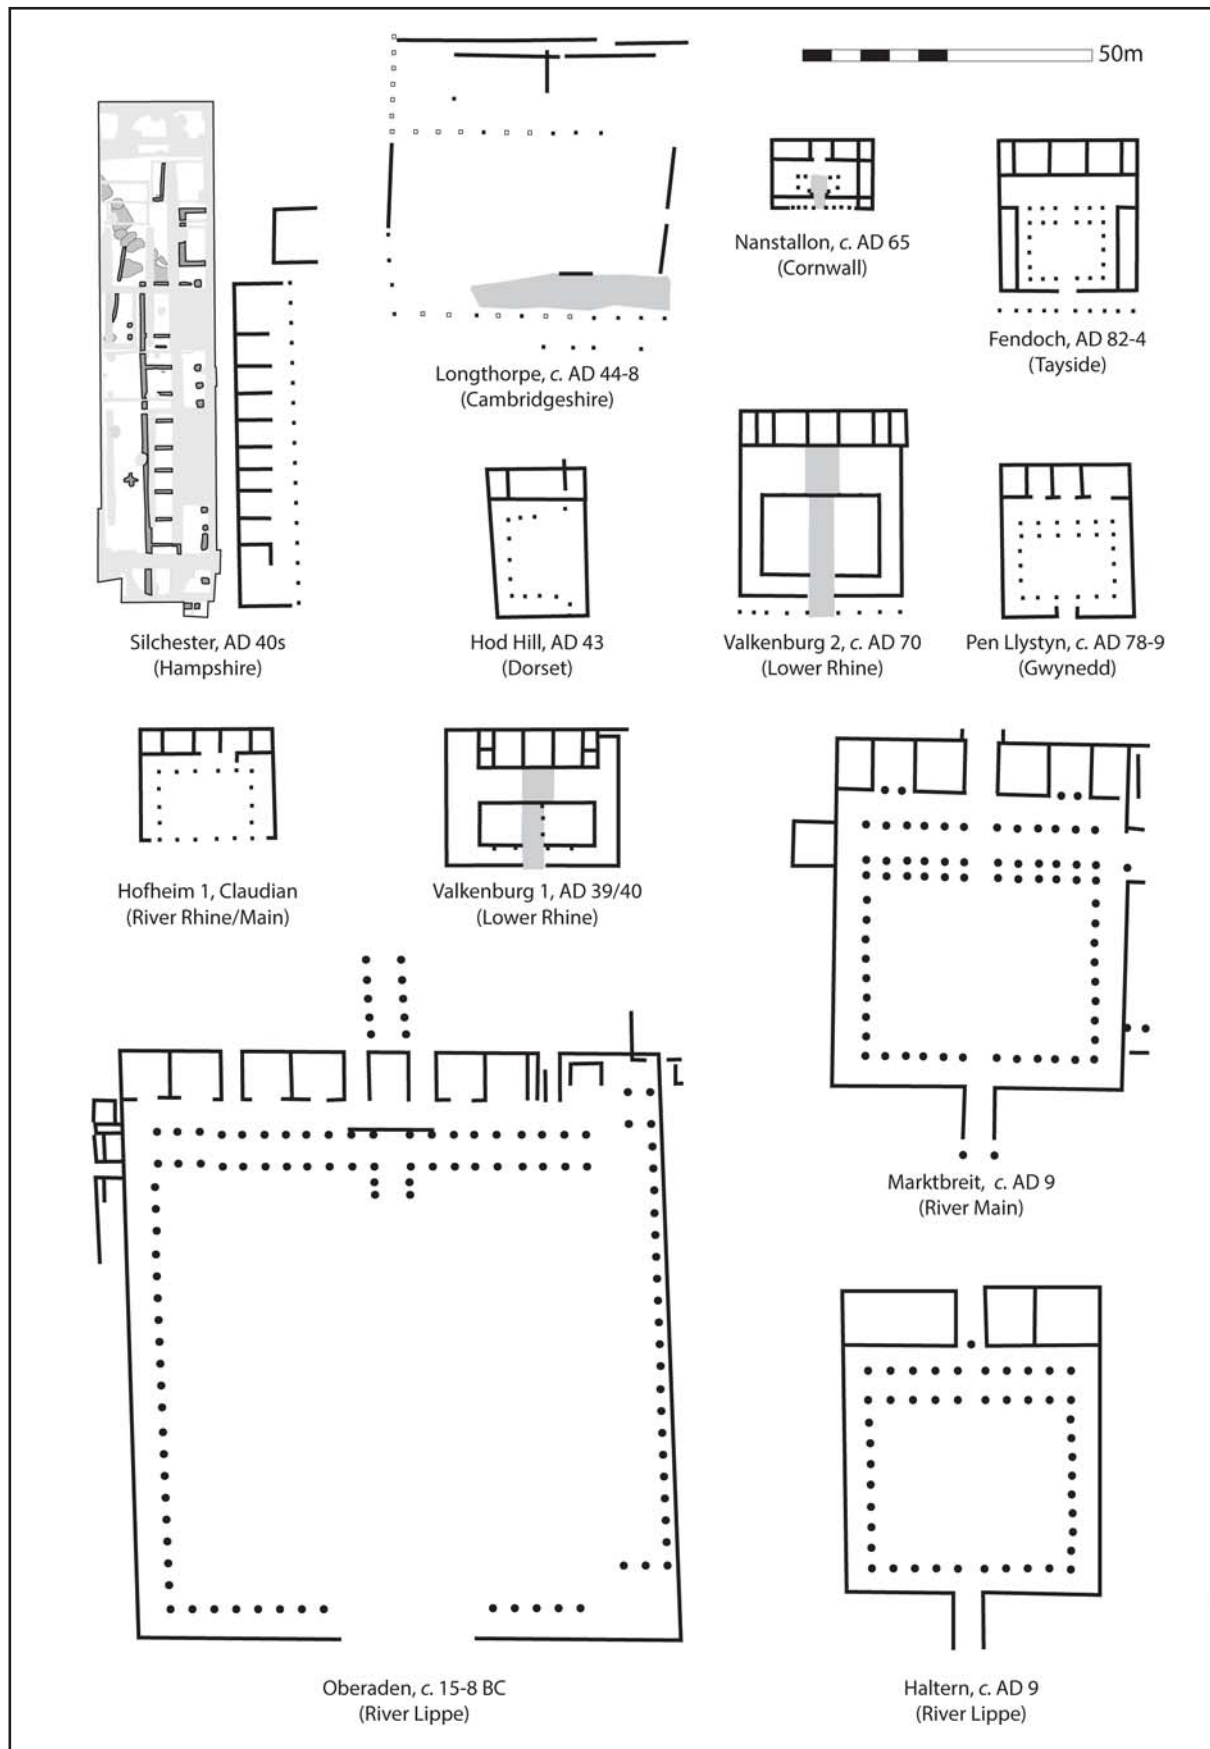 50m
Nanstallon, c. AD 65
(Cornwall)
Fendoch, AD 82-4
(Tayside)
Longthorpe, c. AD 44-8
(Cambridgeshire)
Silchester, AD 40s
(Hampshire)
Hod Hill, AD 43
(Dorset)
Valkenburg 2, c. AD 70
(Lower Rhine)
Pen Llystyn, c. AD 78-9
(Gwynedd)
Hofheim 1, Claudian
(River Rhine/Main)
Valkenburg 1, AD 39/40
(Lower Rhine)
Marktbreit, c. AD 9
(River Main)
Oberaden, c. 15-8 BC
(River Lippe)
Haltern, c. AD 9
(River Lippe)